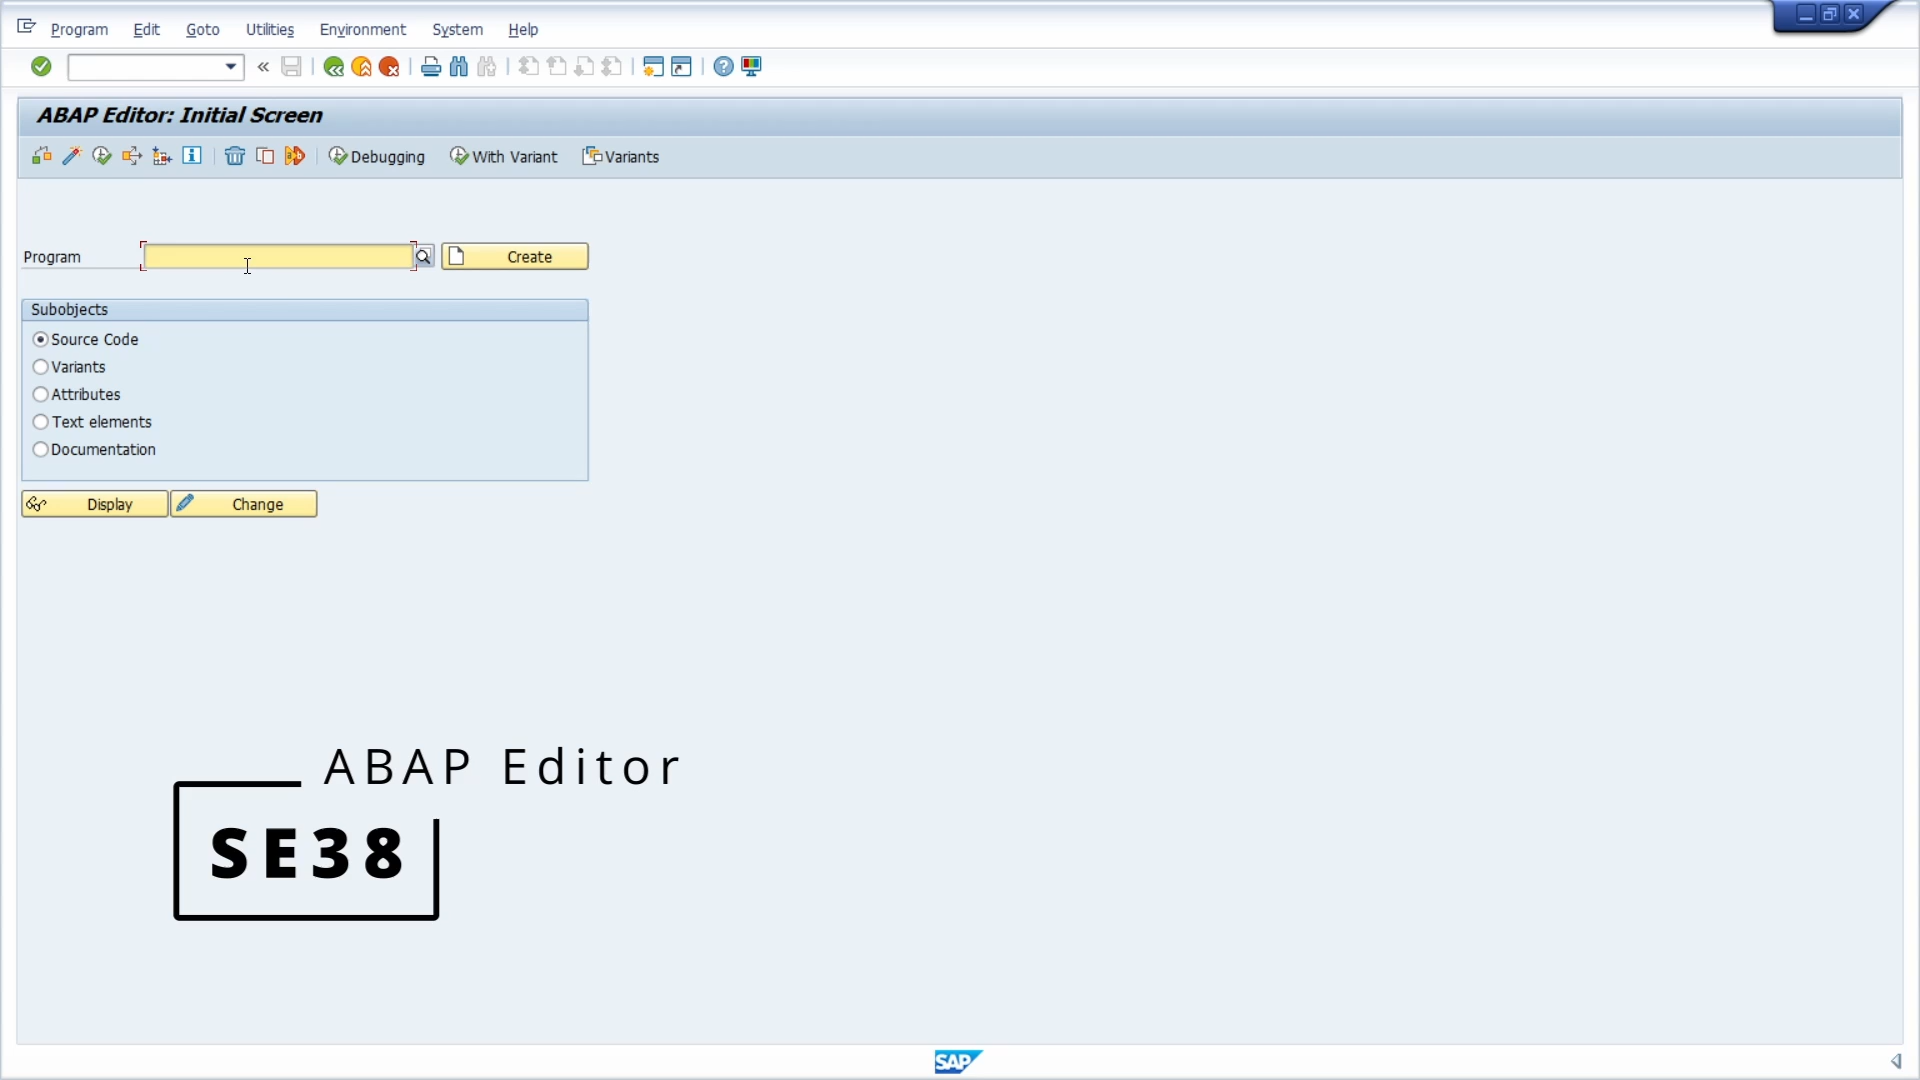 Program Edit Goto Utilities Environment System Help
ABAP Editor: Initial Screen
Debugging With Variant Variants
Program Create
Subobjects
Source Code
Variants
Attributes
Text elements
Documentation
Display Change
ABAP Editor
SE38
SAP